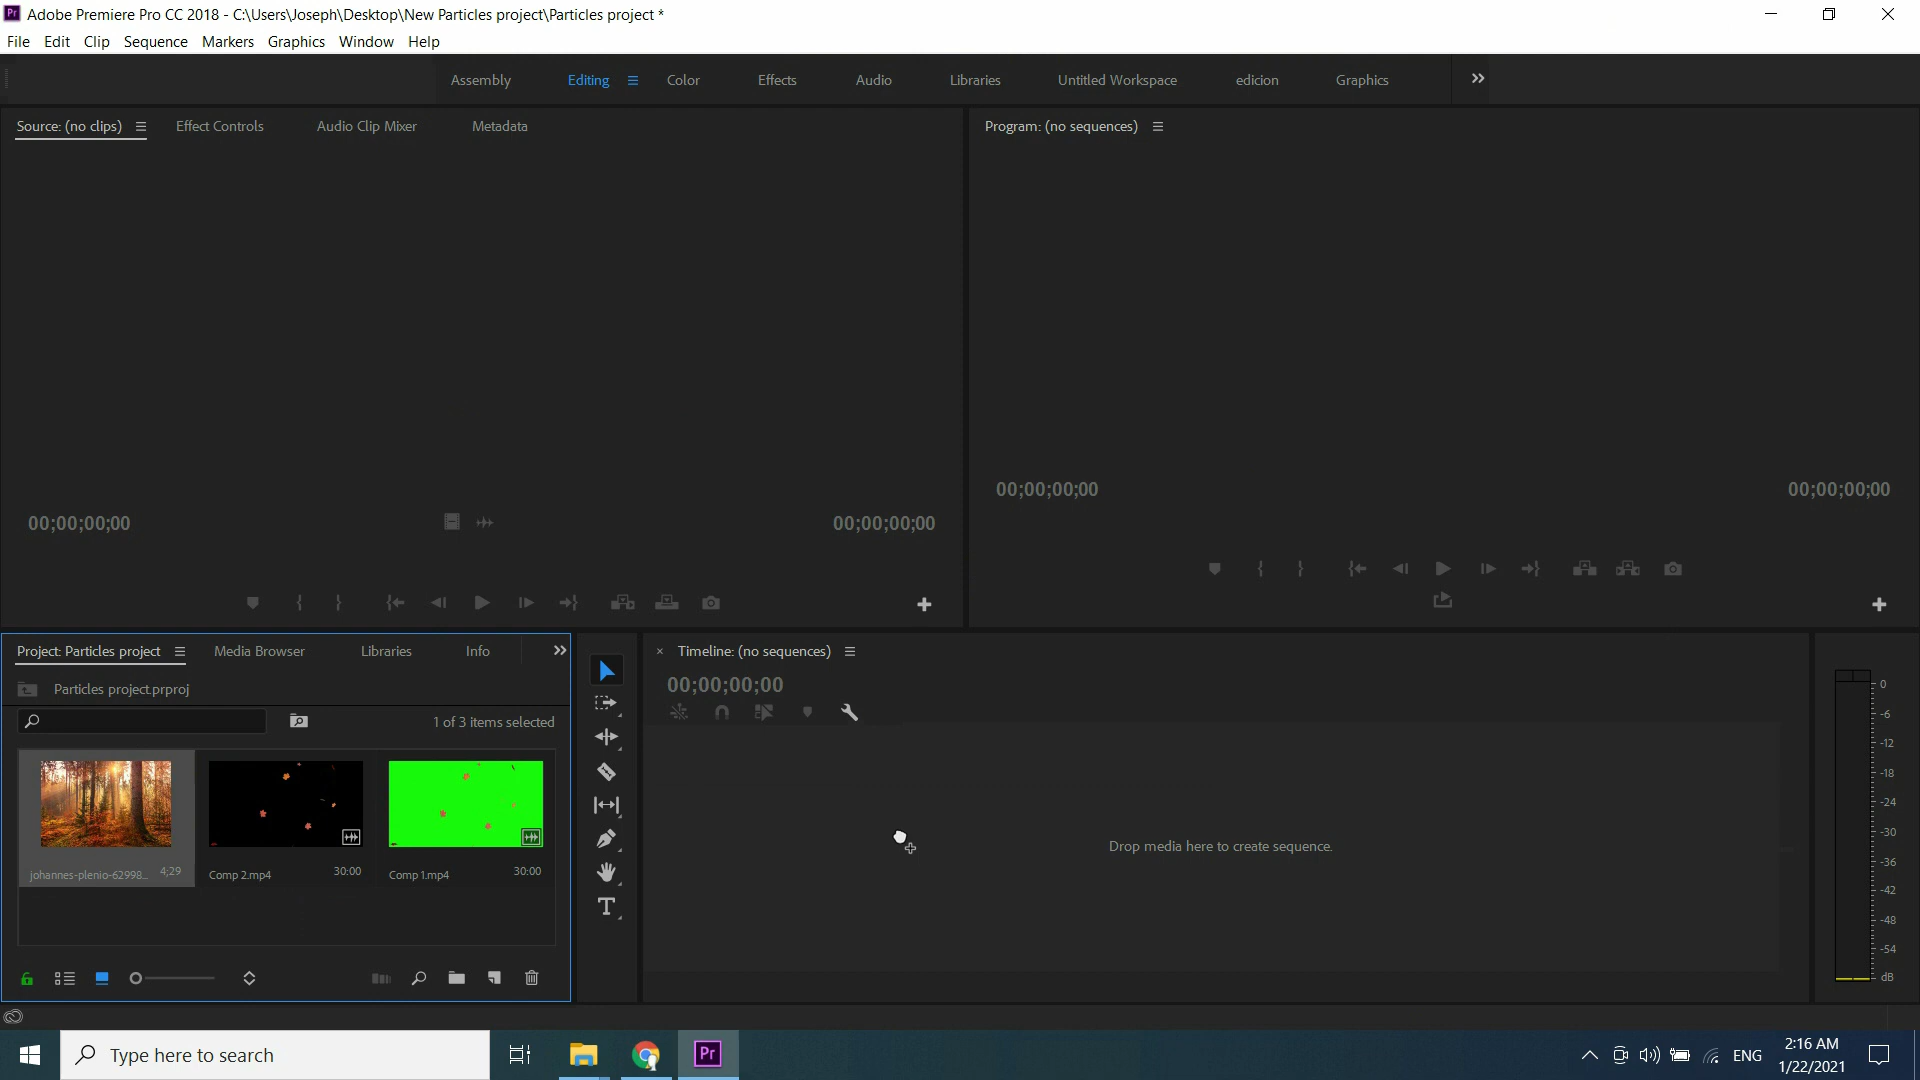 Adobe Premiere Pro CC 2018 - C:\Users\Joseph\Desktop\New Particles project\Particles project *
File Edit Clip Sequence Markers Graphics Window Help
Assembly Editing Color Effects Audio Libraries Untitled Workspace edicion Graphics
Source: (no clips) Effect Controls Audio Clip Mixer Metadata
Program: (no sequences)
00;00;00;00 00;00;00;00
00;00;00;00 00;00;00;00
Project: Particles project Media Browser Libraries Info
Timeline: (no sequences)
00;00;00;00
Particles project.prproj
1 of 3 items selected
Drop media here to create sequence.
johannes-plenio-62998... 4;29
Comp 2.mp4 30:00
Comp 1.mp4 30:00
0
-6
-12
-18
-24
-30
-36
-42
-48
-54
dB
Type here to search
Pr
ENG
2:16 AM
1/22/2021